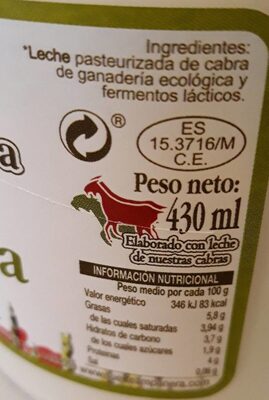 Ingredientes:
*Leche pasteurizada de cabra
de ganadería ecológica y
fermentos lácticos.
®
ES
15.3716/M
C.E.
a
Peso neto:
430 ml
Elaborado con leche
de nuestras cabras
a
INFORMACIÓN NUTRICIONAL
Peso medio por cada 100 g
Valor energético 346 kJ 83 kcal
Grasas 5,8 g
de las cuales saturadas 3,94 g
Hidratos de carbono 3,7 g
de los cuales azúcares 1,9 g
Proteínas 4 g
Sal 0,08 g